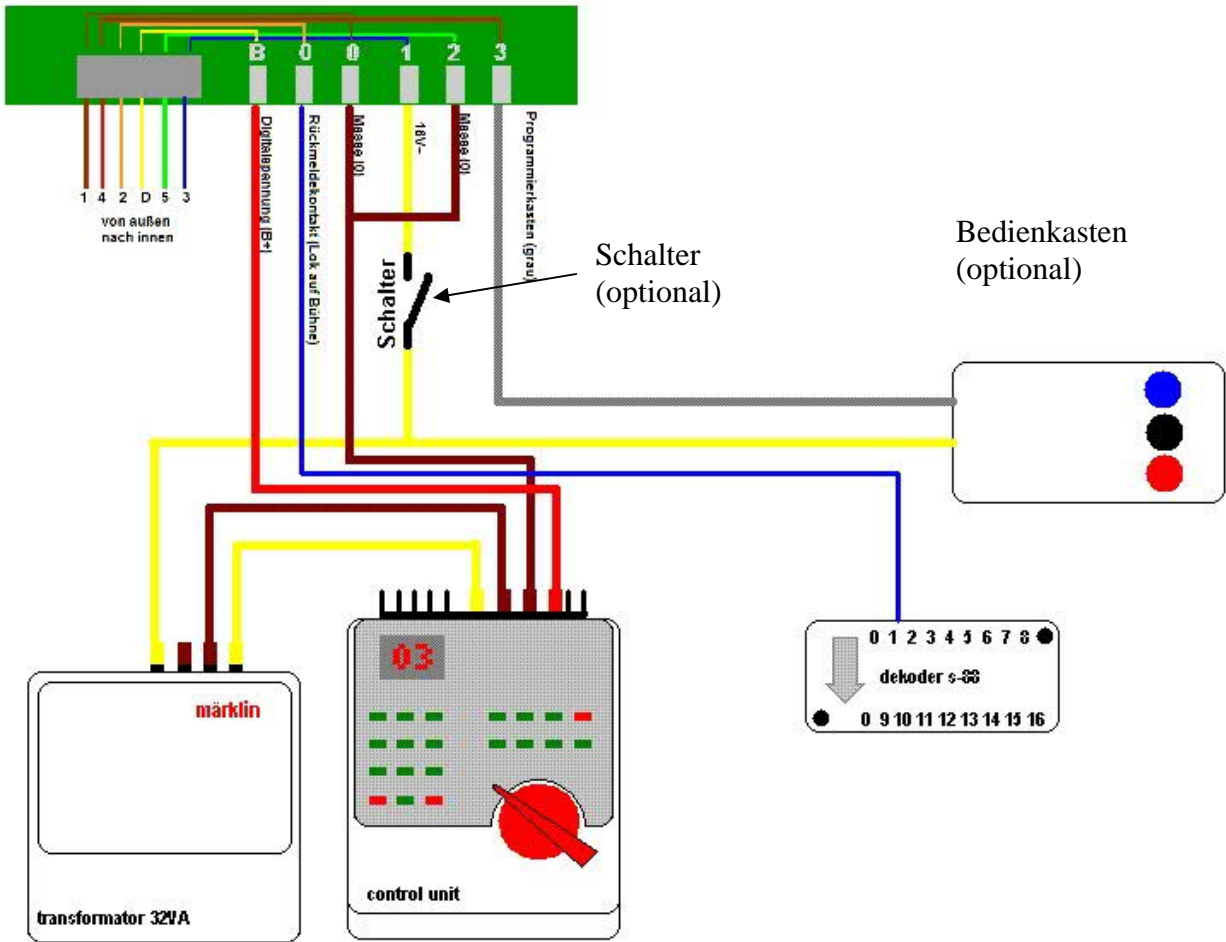 B 0 0 1 2 3
Digitalspannung (B+)
Rückmeldekontakt (Lok auf Bühne)
Masse (0)
16V~
Masse (0)
Programmierkasten (grau)
1 4 2 D 5 3
von außen
nach innen
Schalter
Schalter
(optional)
Bedienkasten
(optional)
märklin
transformator 32VA
03
control unit
0 1 2 3 4 5 6 7 8
dekoder s-88
0 9 10 11 12 13 14 15 16